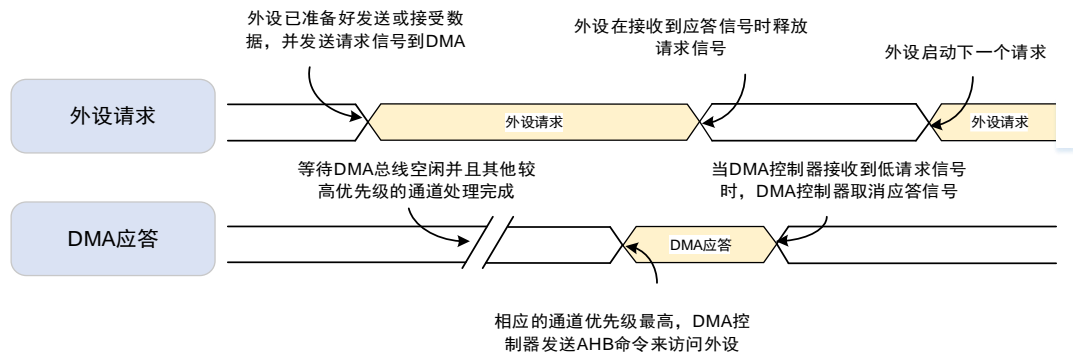 外设已准备好发送或接受数
据，并发送请求信号到DMA
外设在接收到应答信号时释放
请求信号
外设启动下一个请求
外设请求
外设请求
外设请求
等待DMA总线空闲并且其他较
高优先级的通道处理完成
当DMA控制器接收到低请求信号
时，DMA控制器取消应答信号
DMA应答
DMA应答
相应的通道优先级最高，DMA控
制器发送AHB命令来访问外设